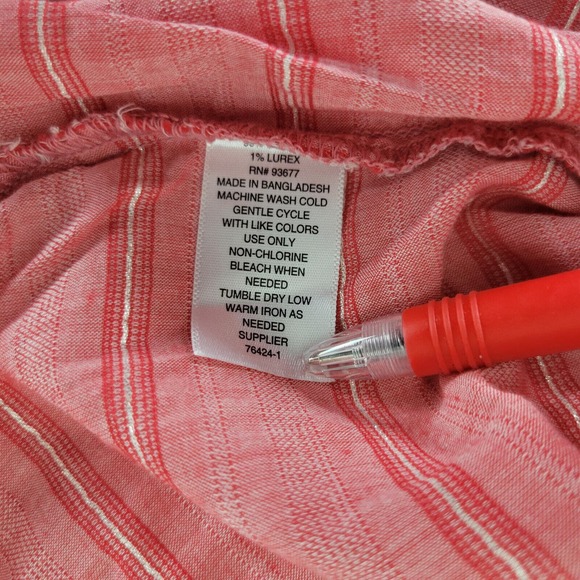 1% LUREX
RN# 93677
MADE IN BANGLADESH
MACHINE WASH COLD
GENTLE CYCLE
WITH LIKE COLORS
USE ONLY
NON-CHLORINE
BLEACH WHEN
NEEDED
TUMBLE DRY LOW
WARM IRON AS
NEEDED
SUPPLIER
76424-1